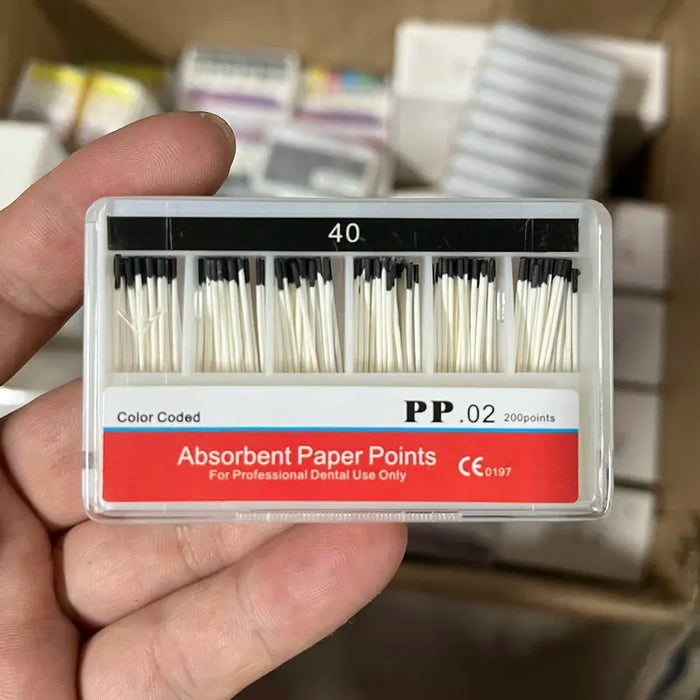 40
Color Coded
PP.02 200points
Absorbent Paper Points
For Professional Dental Use Only
CE0197